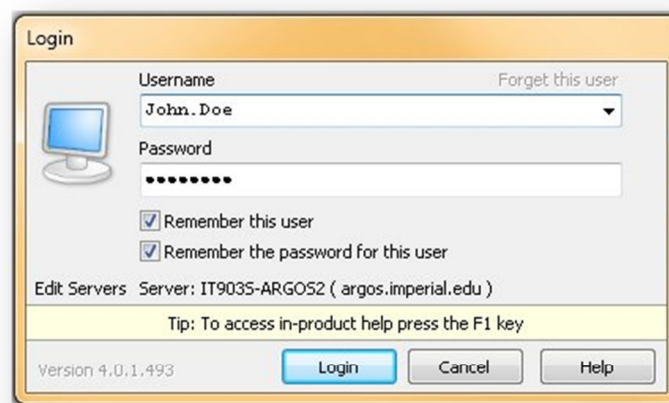 Login
Username Forget this user
John.Doe
Password
••••••••
Remember this user
Remember the password for this user
Edit Servers Server: IT9035-ARGOS2 ( argos.imperial.edu )
Tip: To access in-product help press the F1 key
Version 4.0.1.493 Login Cancel Help